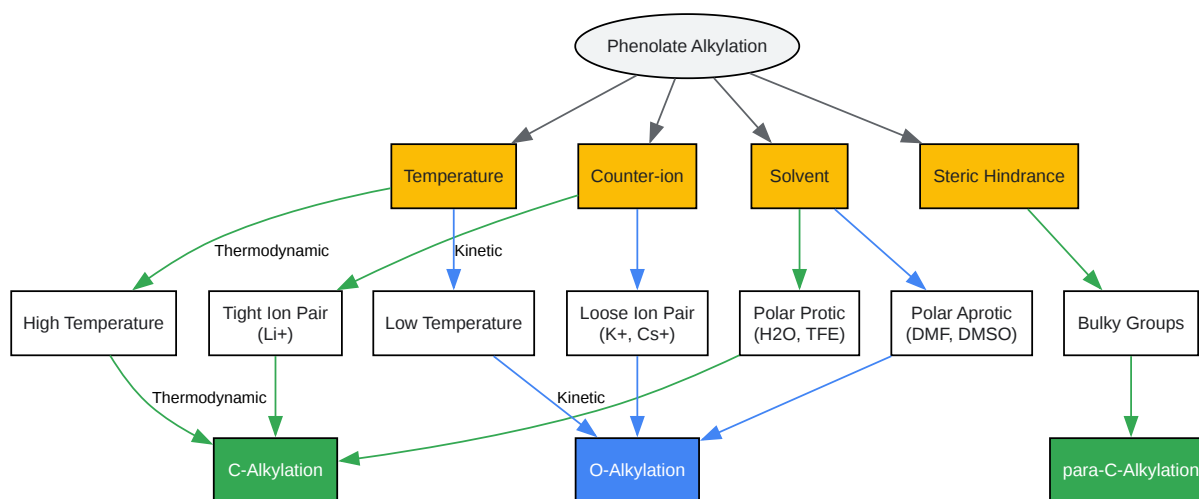 Phenolate Alkylation
Temperature
Counter-ion
Solvent
Steric Hindrance
Thermodynamic
Kinetic
High Temperature
Tight Ion Pair
(Li+)
Low Temperature
Loose Ion Pair
(K+, Cs+)
Polar Protic
(H2O, TFE)
Polar Aprotic
(DMF, DMSO)
Bulky Groups
Thermodynamic
Kinetic
C-Alkylation
O-Alkylation
para-C-Alkylation